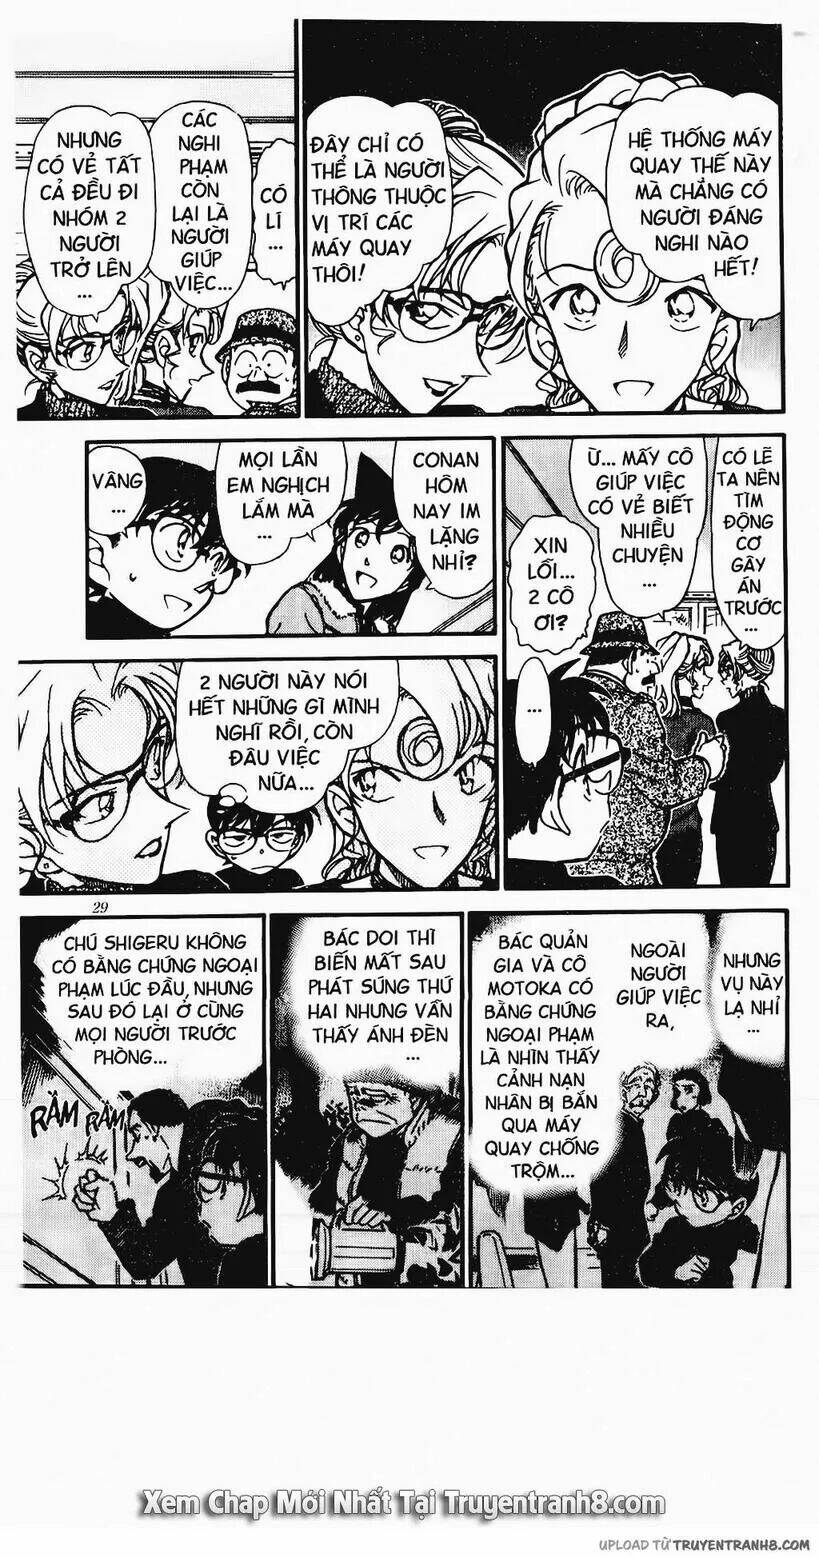 HỆ THỐNG MÁY
QUAY THẾ NÀY
MÀ CHẲNG CÓ
NGƯỜI ĐÁNG
NGHI NÀO
HẾT!
ĐÂY CHỈ CÓ
THỂ LÀ NGƯỜI
THÔNG THUỘC
VỊ TRÍ CÁC
MÁY QUAY
THÔI!
CÓ
LÍ
...
CÁC
NGHI
PHẠM
CÒN
LẠI LÀ
NGƯỜI
GIÚP
VIỆC...
NHƯNG
CÓ VẺ TẤT
CẢ ĐỀU ĐI
NHÓM 2
NGƯỜI
TRỞ LÊN
...
CÓ LẼ
TA NÊN
TÌM
ĐỘNG
CƠ
GÂY
ÁN
TRƯỚC
...
Ừ... MẤY CÔ
GIÚP VIỆC
CÓ VẺ BIẾT
NHIỀU
CHUYỆN
...
XIN
LỖI...
2 CÔ
ƠI?
...
CONAN
HÔM
NAY IM
LẶNG
NHỈ?
MỌI LẦN
EM NGHỊCH
LẮM MÀ
...
VÂNG
...
2 NGƯỜI NÀY NÓI
HẾT NHỮNG GÌ MÌNH
NGHĨ RỒI, CÒN
ĐÂU VIỆC
NỮA...
29
NHƯNG
VỤ NÀY
LẠ NHỈ
...
NGOÀI
NGƯỜI
GIÚP VIỆC
RA,
BÁC QUẢN
GIA VÀ CÔ
MOTOKA CÓ
BẰNG CHỨNG
NGOẠI PHẠM
LÀ NHÌN THẤY
CẢNH NẠN
NHÂN BỊ BẮN
QUA MÁY
QUAY CHỐNG
TRỘM...
BÁC DOI THÌ
BIẾN MẤT SAU
PHÁT SÚNG THỨ
HAI NHƯNG VẪN
THẤY ÁNH ĐÈN
...
CHÚ SHIGERU KHÔNG
CÓ BẰNG CHỨNG NGOẠI
PHẠM LÚC ĐẦU, NHƯNG
SAU ĐÓ LẠI Ở CÙNG
MỌI NGƯỜI TRƯỚC
PHÒNG...
RẦM RẦM
Xem Chap Mới Nhất Tại Truyentranh8.com
UPLOAD TỪ TRUYENTRANH8.COM